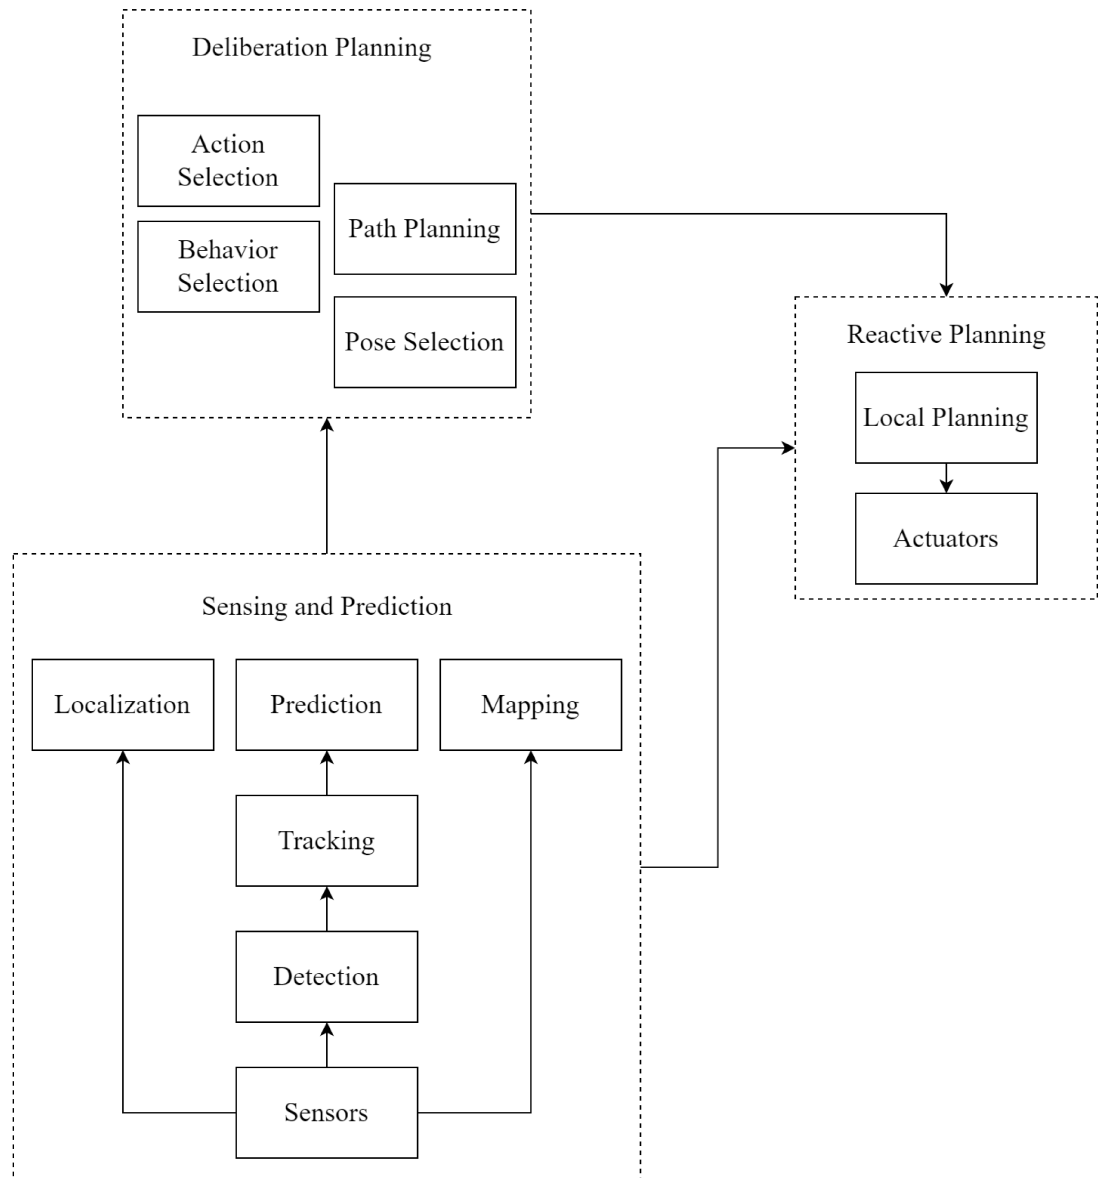 Deliberation Planning
Action
Selection
Behavior
Selection
Path Planning
Pose Selection
Reactive Planning
Local Planning
Actuators
Sensing and Prediction
Localization
Prediction
Mapping
Tracking
Detection
Sensors